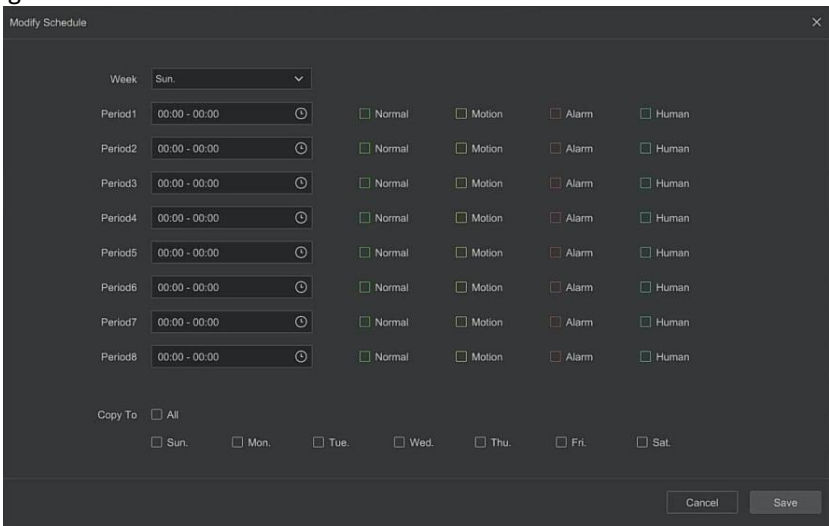 Modify Schedule
Week Sun.
Period1 00:00 - 00:00 Normal Motion Alarm Human
Period2 00:00 - 00:00 Normal Motion Alarm Human
Period3 00:00 - 00:00 Normal Motion Alarm Human
Period4 00:00 - 00:00 Normal Motion Alarm Human
Period5 00:00 - 00:00 Normal Motion Alarm Human
Period6 00:00 - 00:00 Normal Motion Alarm Human
Period7 00:00 - 00:00 Normal Motion Alarm Human
Period8 00:00 - 00:00 Normal Motion Alarm Human
Copy To All
Sun. Mon. Tue. Wed. Thu. Fri. Sat.
Cancel Save